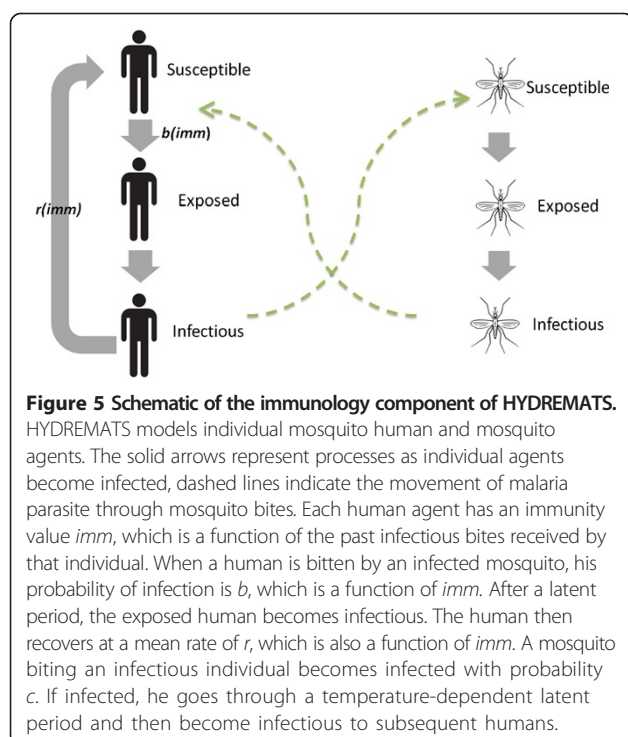 Susceptible
b(imm)
Exposed
r(imm)
Infectious
Susceptible
Exposed
Infectious
Figure 5 Schematic of the immunology component of HYDREMATS.
HYDREMATS models individual mosquito human and mosquito
agents. The solid arrows represent processes as individual agents
become infected, dashed lines indicate the movement of malaria
parasite through mosquito bites. Each human agent has an immunity
value imm, which is a function of the past infectious bites received by
that individual. When a human is bitten by an infected mosquito, his
probability of infection is b, which is a function of imm. After a latent
period, the exposed human becomes infectious. The human then
recovers at a mean rate of r, which is also a function of imm. A mosquito
biting an infectious individual becomes infected with probability
c. If infected, he goes through a temperature-dependent latent
period and then become infectious to subsequent humans.